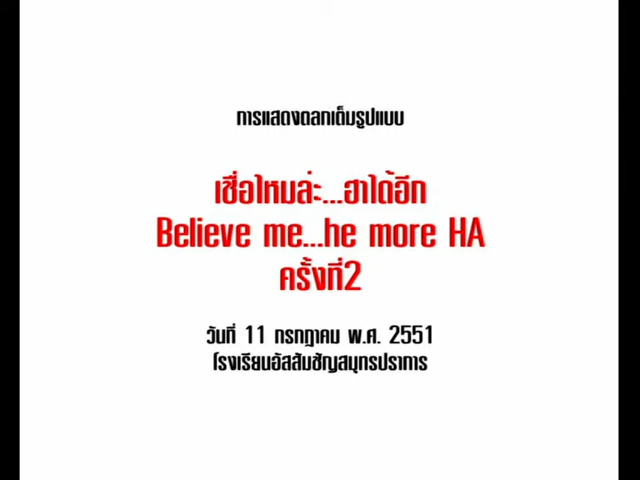 การแสดงตลกเต็มรูปแบบ
เชื่อไหมล่ะ...ฮาได้อีก
Believe me...he more HA
ครั้งที่2
วันที่ 11 กรกฎาคม พ.ศ. 2551
โรงเรียนอัสสัมชัญสมุทรปราการ